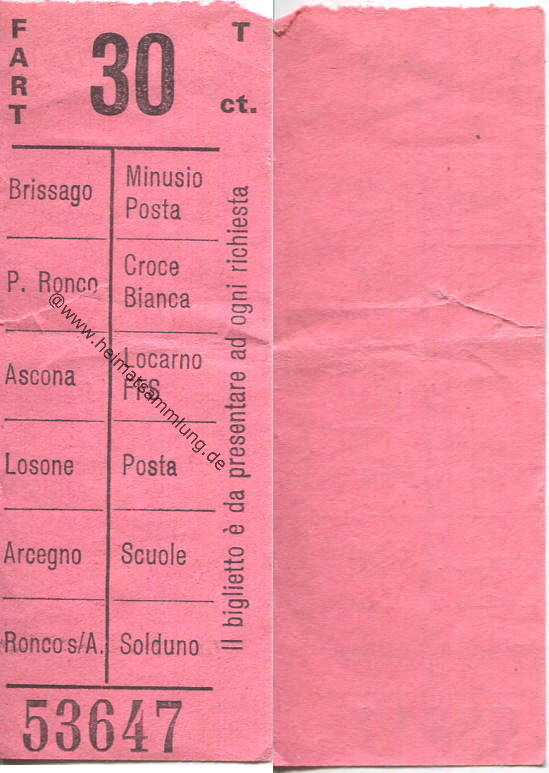 FART
30
T
ct.
Brissago
Minusio
Posta
P. Ronco
Croce
Bianca
Ascona
Locarno
FFS
Losone
Posta
Arcegno
Scuole
Ronco s/A.
Solduno
Il biglietto è da presentare ad ogni richiesta
53647
@www.heimatsammlung.de